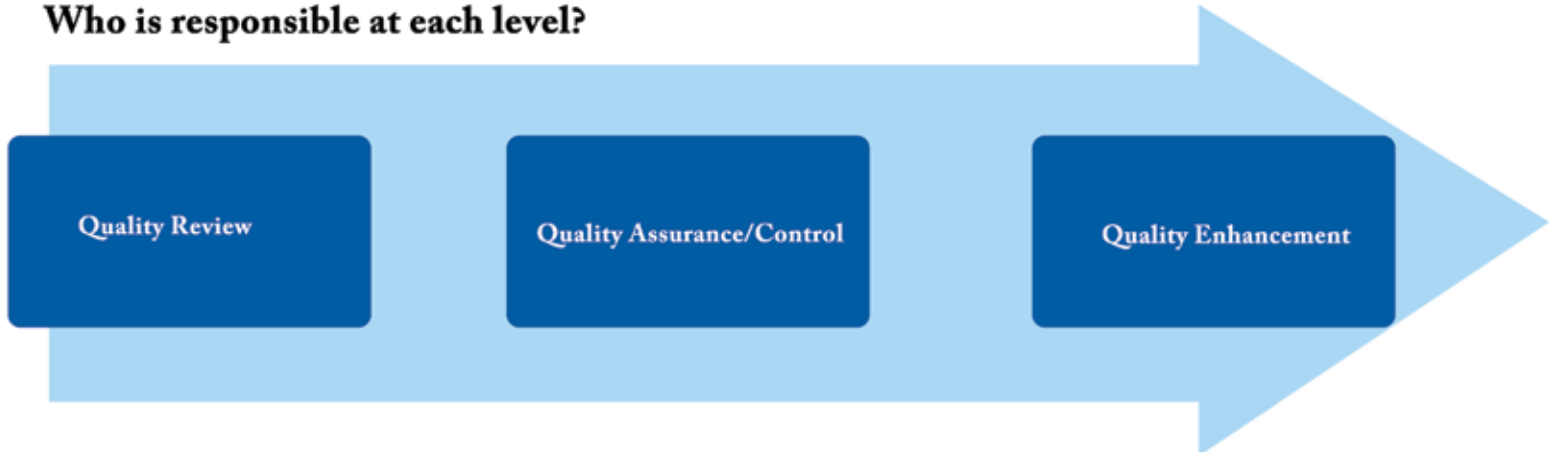 Who is responsible at each level?
Quality Review
Quality Assurance/Control
Quality Enhancement